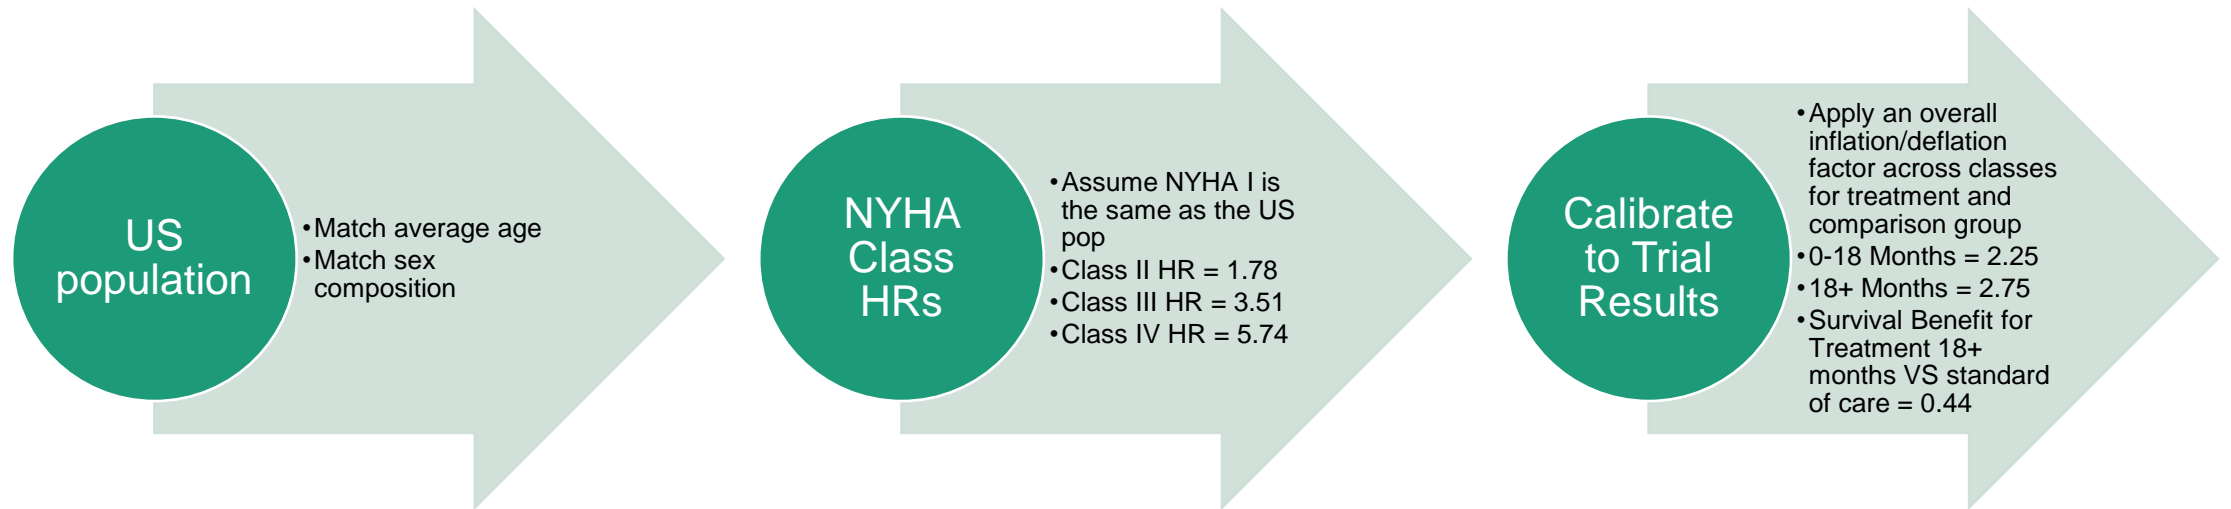 US
population
•Match average age
•Match sex
composition
NYHA
Class
HRs
•Assume NYHA I is
the same as the US
pop
•Class II HR = 1.78
•Class III HR = 3.51
•Class IV HR = 5.74
Calibrate
to Trial
Results
•Apply an overall
inflation/deflation
factor across classes
for treatment and
comparison group
•0-18 Months = 2.25
•18+ Months = 2.75
•Survival Benefit for
Treatment 18+
months VS standard
of care = 0.44